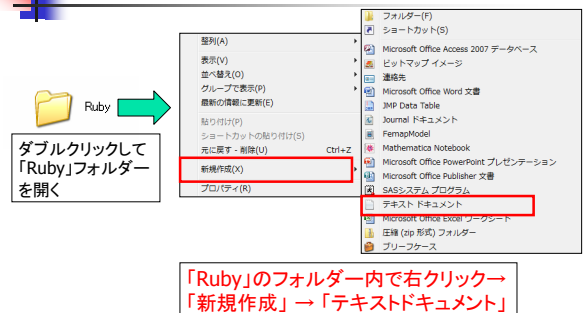 Ruby
ダブルクリックして
「Ruby」フォルダー
を開く
整列(A)
表示(V)
並べ替え(O)
グループで表示(P)
最新の情報に更新(E)
貼り付け(P)
ショートカットの貼り付け(S)
元に戻す - 削除(U) Ctrl+Z
新規作成(X)
プロパティ(R)
フォルダー(F)
ショートカット(S)
Microsoft Office Access 2007 データベース
ビットマップ イメージ
連絡先
Microsoft Office Word 文書
JMP Data Table
Journal ドキュメント
FemapModel
Mathematica Notebook
Microsoft Office PowerPoint プレゼンテーション
Microsoft Office Publisher 文書
SASシステム プログラム
テキスト ドキュメント
Microsoft Office Excel ワークシート
圧縮 (zip 形式) フォルダー
ブリーフケース
「Ruby」のフォルダー内で右クリック→
「新規作成」 → 「テキストドキュメント」